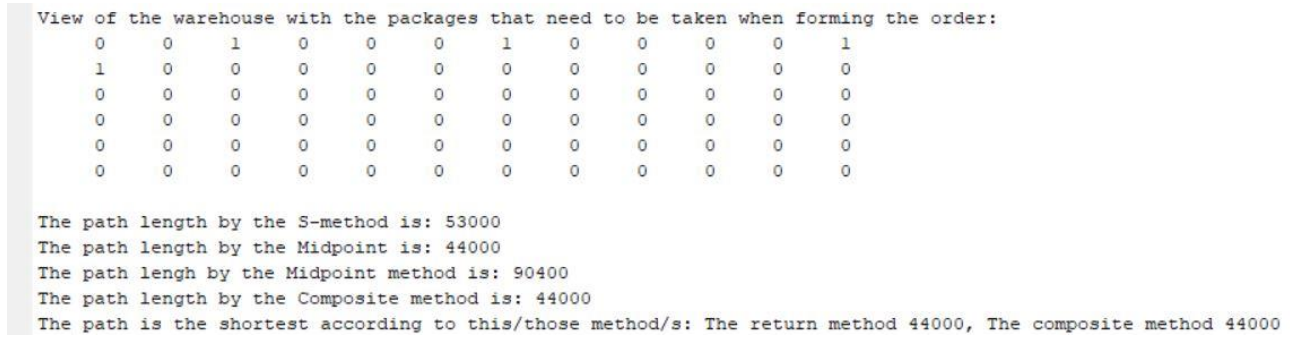 View of the warehouse with the packages that need to be taken when forming the order:
0 0 1 0 0 0 1 0 0 0 0 1
1 0 0 0 0 0 0 0 0 0 0 0
0 0 0 0 0 0 0 0 0 0 0 0
0 0 0 0 0 0 0 0 0 0 0 0
0 0 0 0 0 0 0 0 0 0 0 0
0 0 0 0 0 0 0 0 0 0 0 0
The path length by the S-method is: 53000
The path length by the Midpoint is: 44000
The path lengh by the Midpoint method is: 90400
The path length by the Composite method is: 44000
The path is the shortest according to this/those method/s: The return method 44000, The composite method 44000